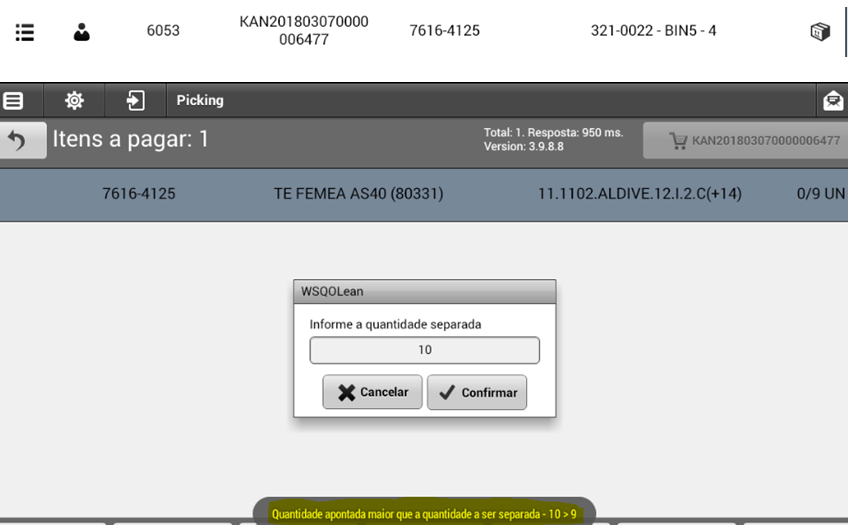 6053
KAN201803070000
006477
7616-4125
321-0022 - BIN5 - 4
Picking
Itens a pagar: 1
Total: 1. Resposta: 950 ms.
Version: 3.9.8.8
KAN201803070000006477
7616-4125
TE FEMEA AS40 (80331)
11.1102.ALDIVE.12.I.2.C(+14)
0/9 UN
WSQOLean
Informe a quantidade separada
10
Cancelar
Confirmar
Quantidade apontada maior que a quantidade a ser separada - 10 > 9